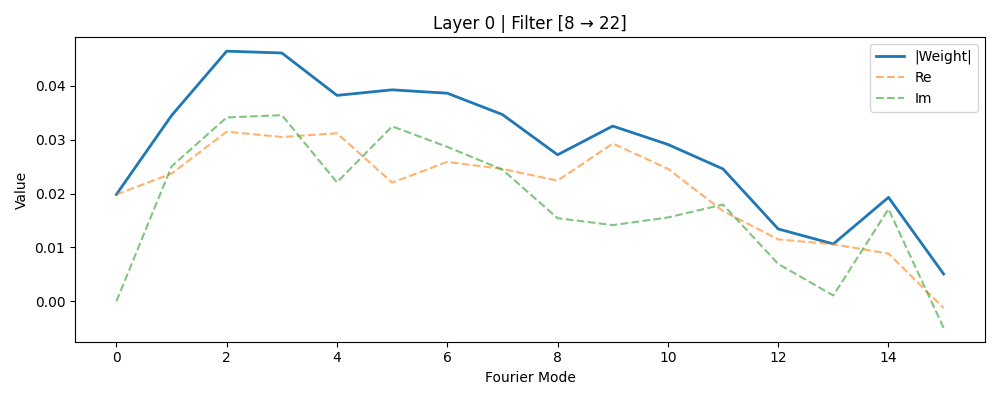 Layer 0 | Filter [8 → 22]
|Weight|
Re
Im
Value
0.04
0.03
0.02
0.01
0.00
0 2 4 6 8 10 12 14
Fourier Mode